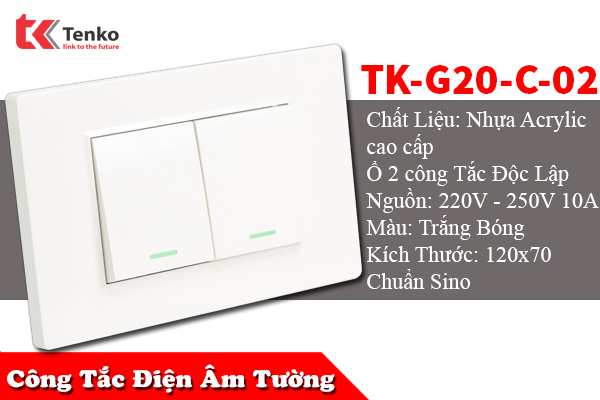 tk Tenko
link to the future
TK-G20-C-02
Chất Liệu: Nhựa Acrylic
cao cấp
Ổ 2 công Tắc Độc Lập
Nguồn: 220V - 250V 10A
Màu: Trắng Bóng
Kích Thước: 120x70
Chuẩn Sino
Công Tắc Điện Âm Tường